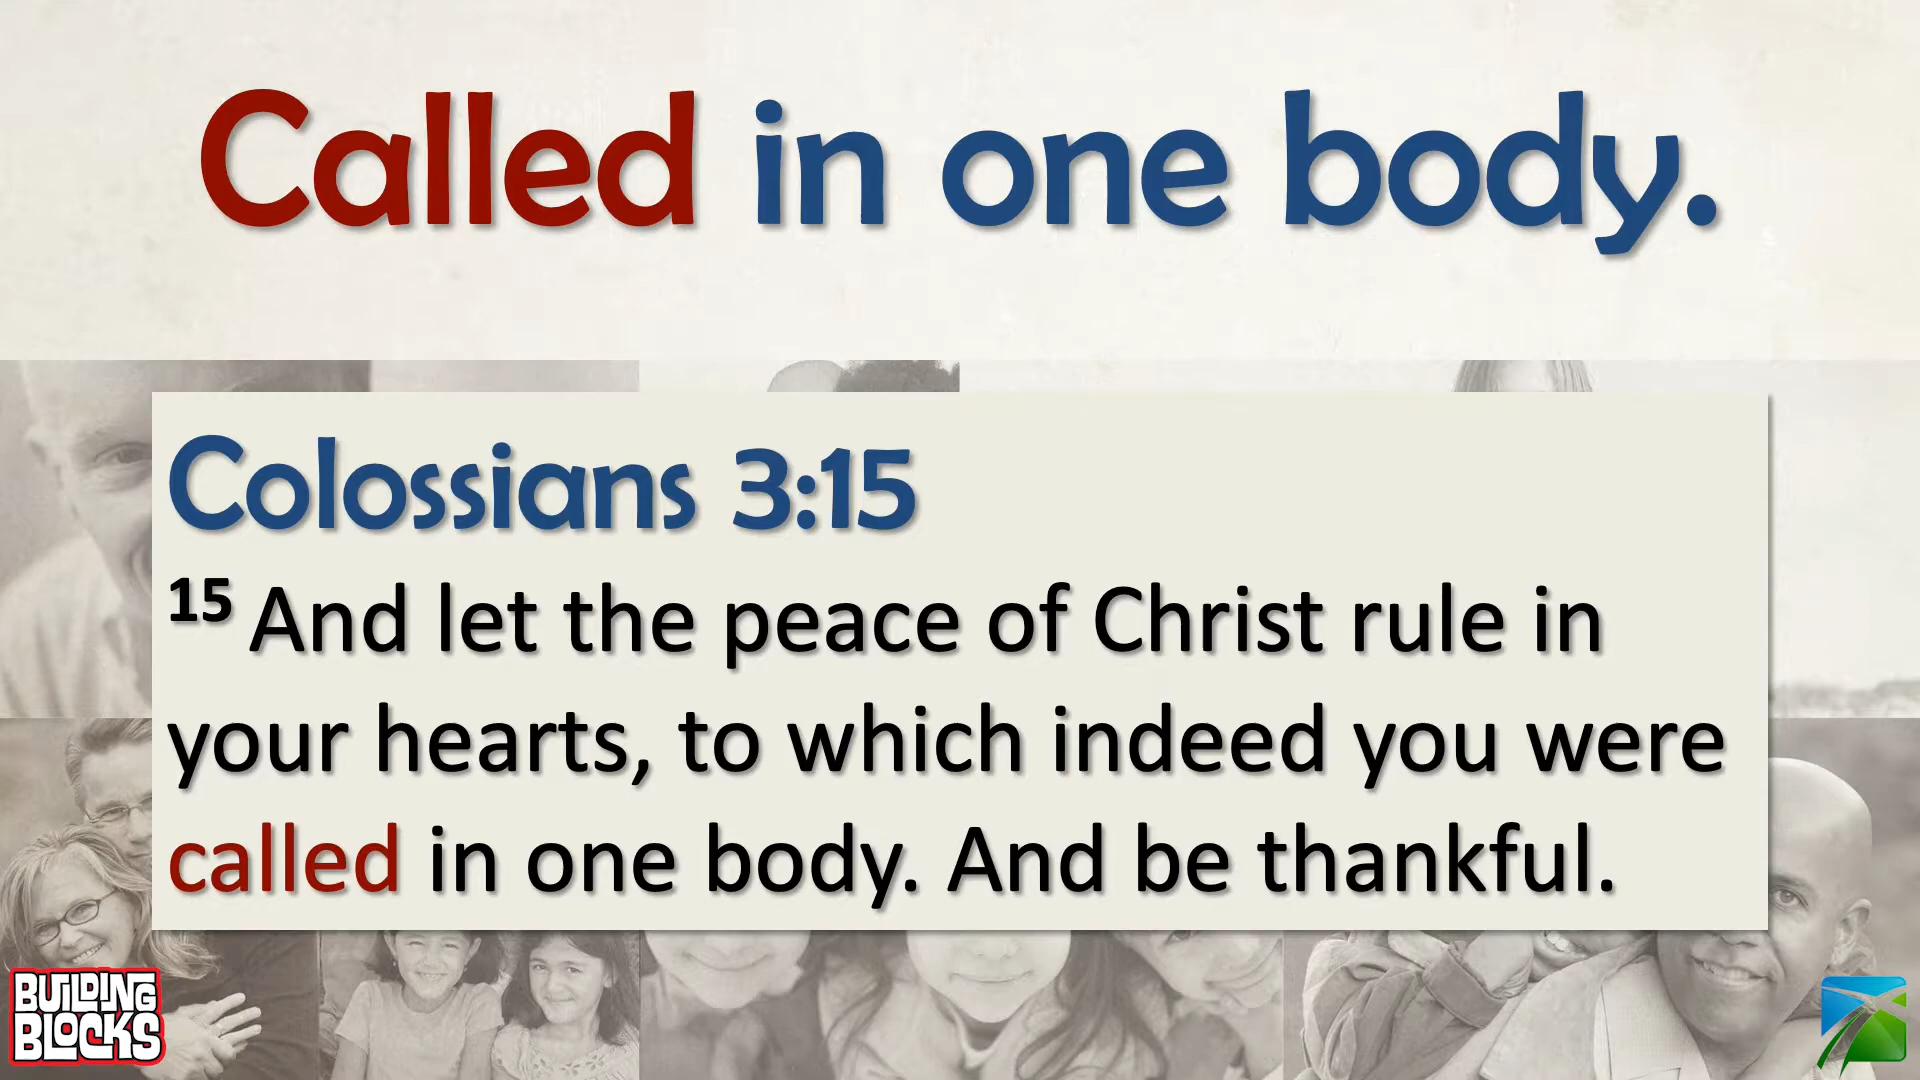 Called in one body.
Colossians 3:15
15 And let the peace of Christ rule in
your hearts, to which indeed you were
called in one body. And be thankful.
BUILDING
BLOCKS